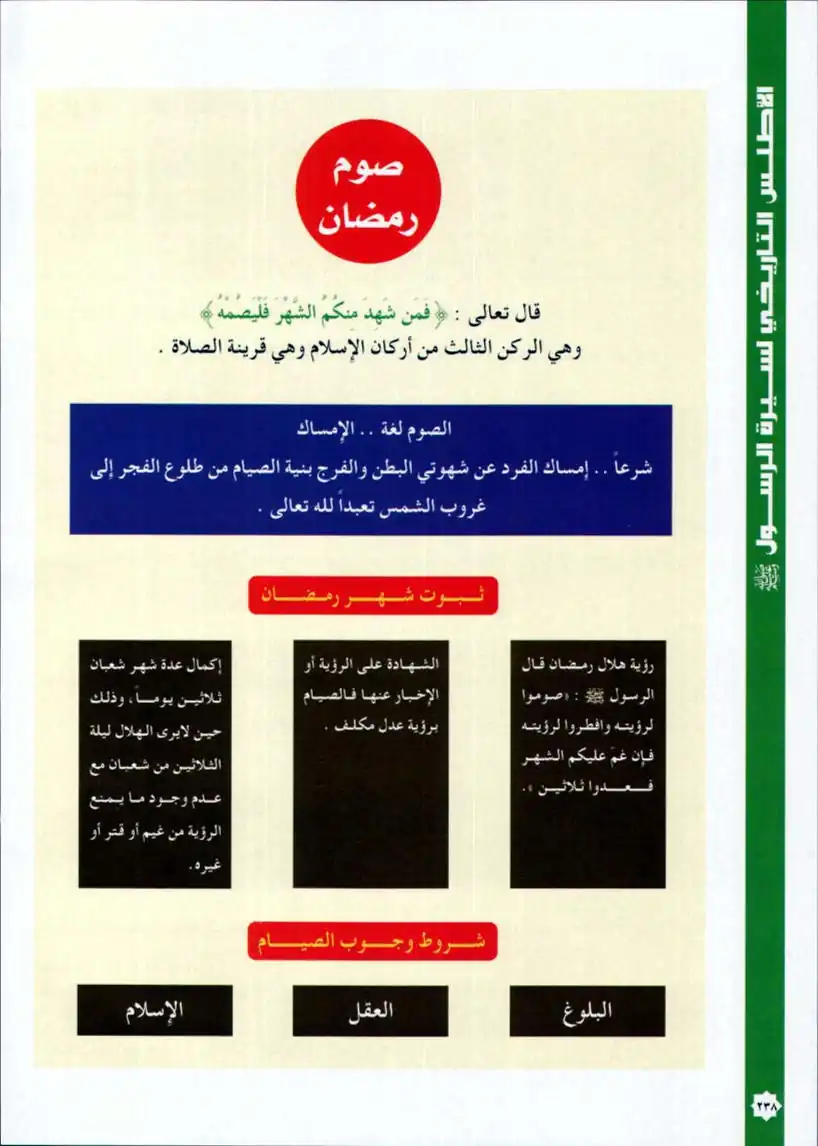 صوم
رمضان
قال تعالى : ﴿ فَمَن شَهِدَ مِنكُمُ الشَّهْرَ فَلْيَصُمْهُ ﴾
وهي الركن الثالث من أركان الإسلام وهي قرينة الصلاة .
الصوم لغة . . الإمساك
شرعاً . . إمساك الفرد عن شهوتي البطن والفرج بنية الصيام من طلوع الفجر إلى
غروب الشمس تعبداً لله تعالى .
ثبوت شهر رمضان
رؤية هلال رمضان قال
الرسول ﷺ : «صوموا
لرؤيته وافطروا لرؤيته
فإن غمّ عليكم الشهر
فعدوا ثلاثين ».
الشهادة على الرؤية أو
الإخبار عنها فالصيام
برؤية عدل مكلف .
إكمال عدة شهر شعبان
ثلاثين يوماً، وذلك
حين لايرى الهلال ليلة
الثلاثين من شعبان مع
عدم وجود ما يمنع
الرؤية من غيم أو قتر أو
غيره.
شروط وجوب الصيام
البلوغ
العقل
الإسلام
الأطلس التاريخي لسيرة الرسول ﷺ
٢٣٨